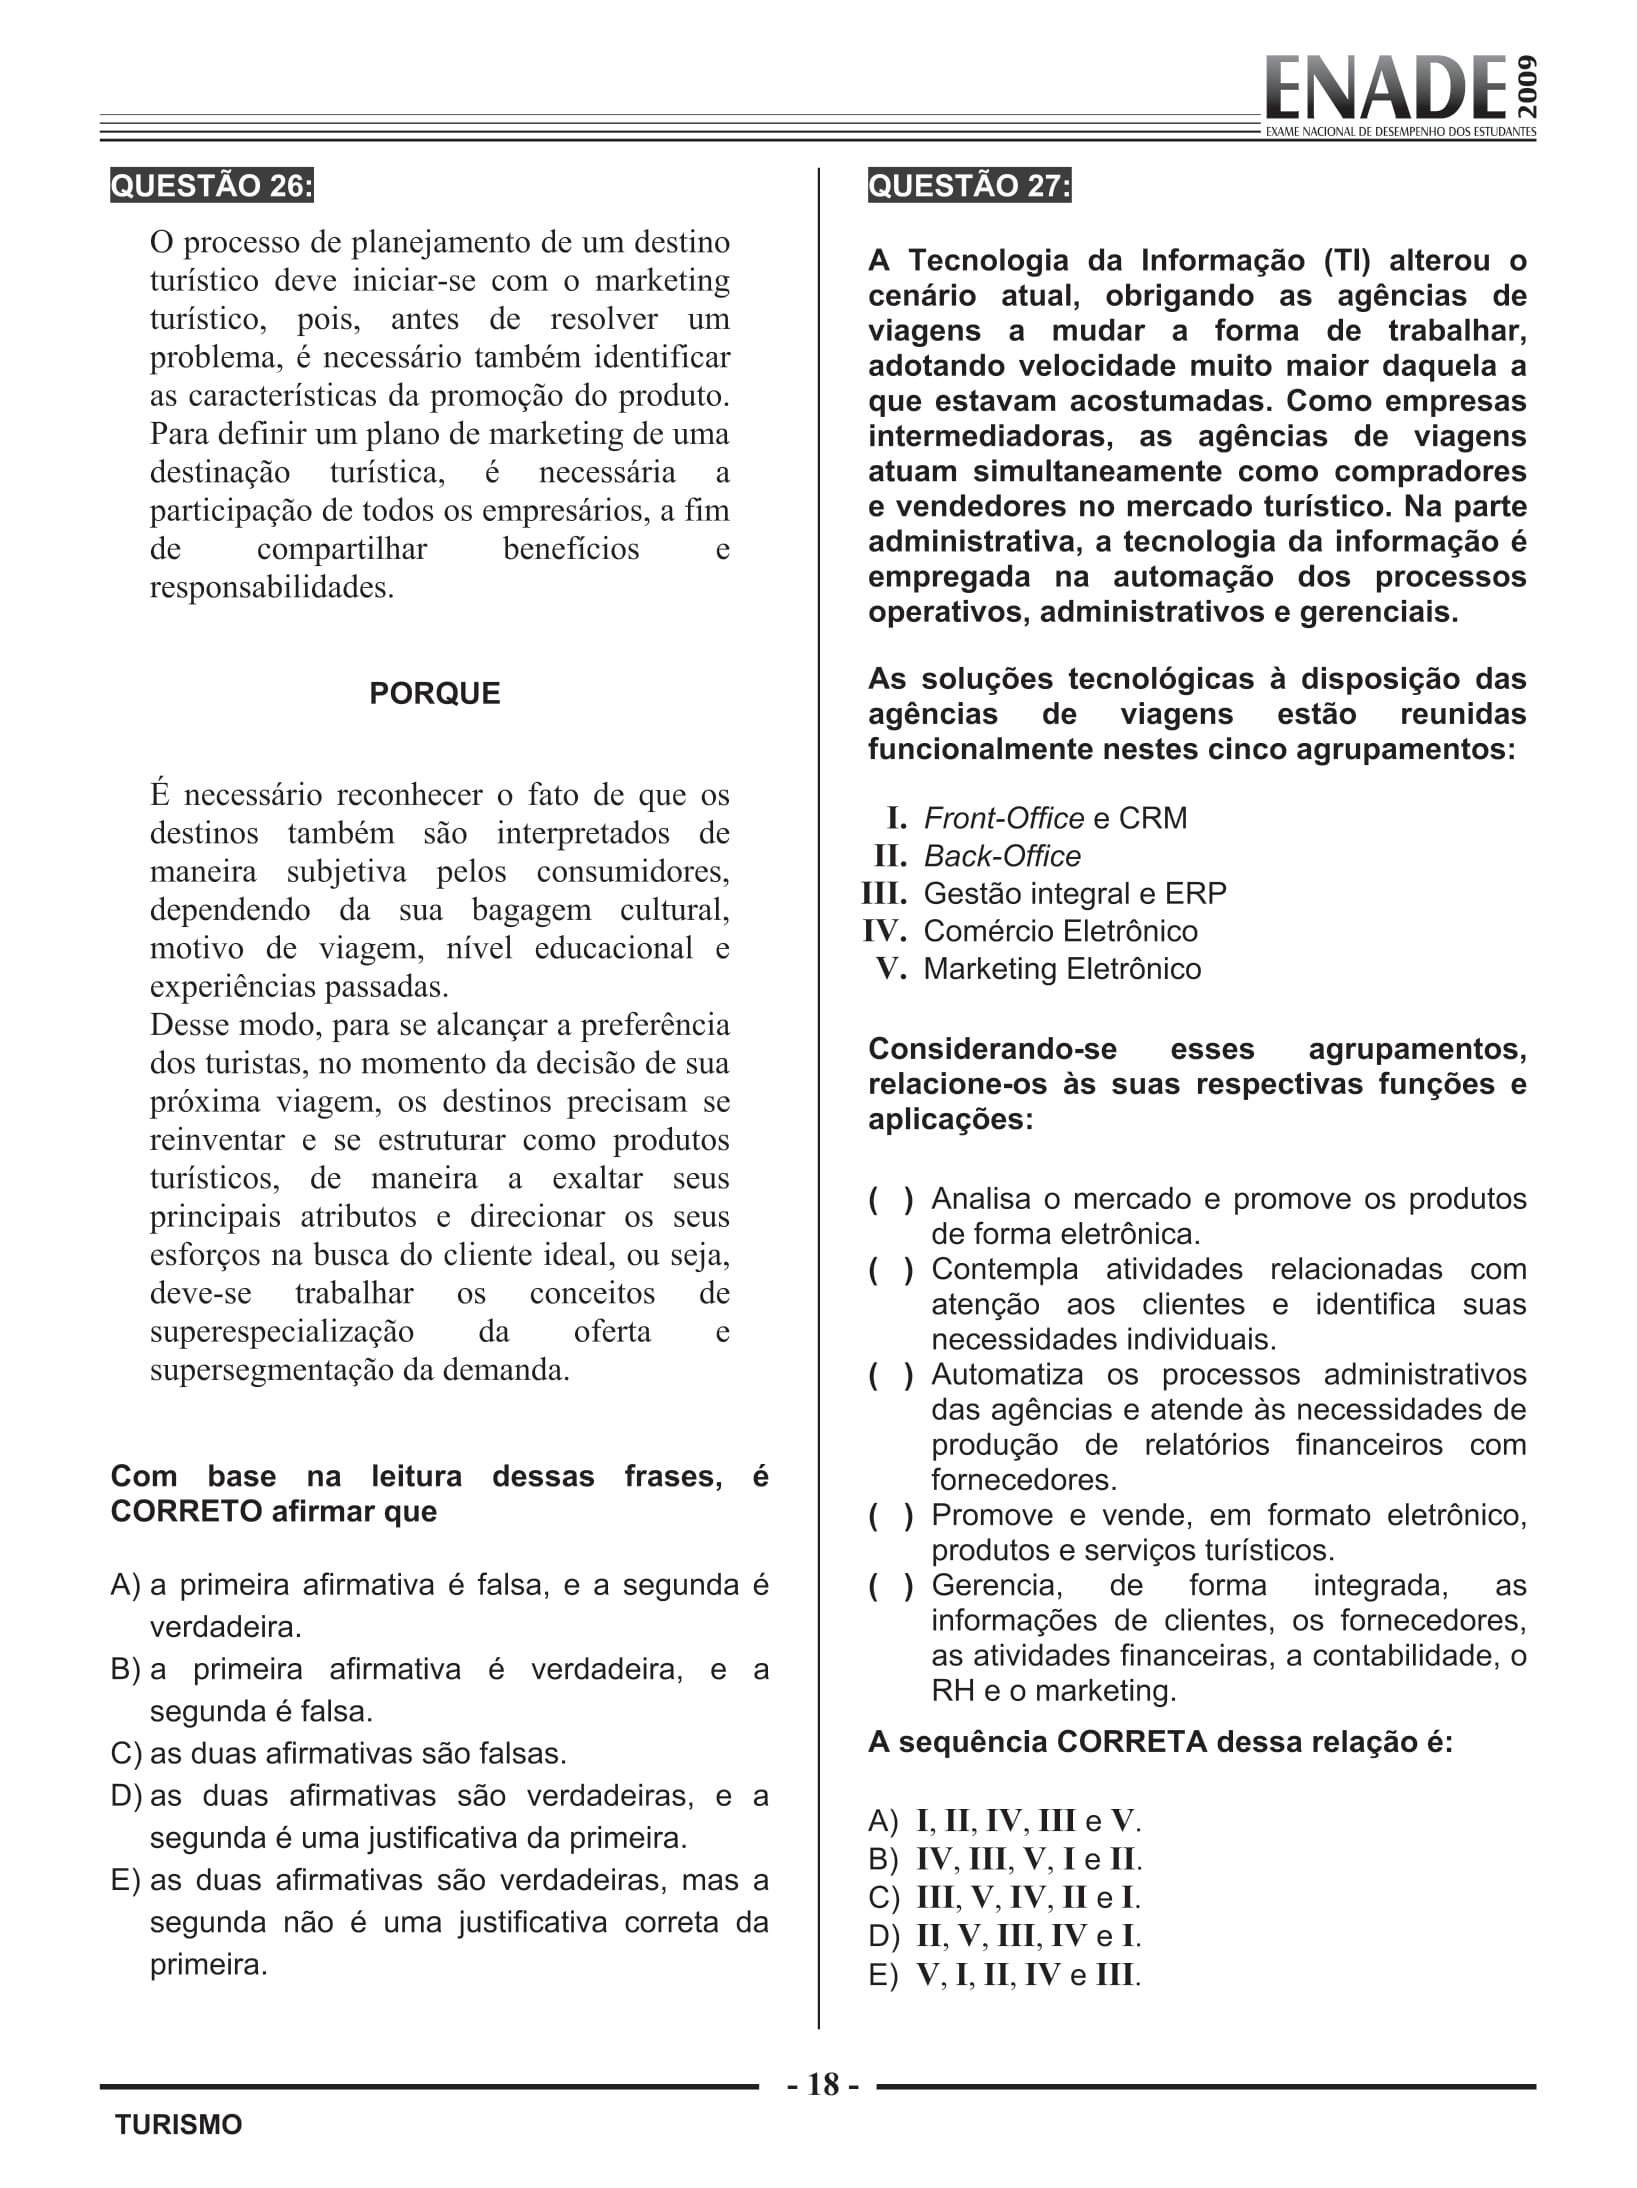 ENADE 2009
EXAME NACIONAL DE DESEMPENHO DOS ESTUDANTES
QUESTÃO 26:
O processo de planejamento de um destino
turístico deve iniciar-se com o marketing
turístico, pois, antes de resolver um
problema, é necessário também identificar
as características da promoção do produto.
Para definir um plano de marketing de uma
destinação turística, é necessária a
participação de todos os empresários, a fim
de compartilhar benefícios e
responsabilidades.
PORQUE
É necessário reconhecer o fato de que os
destinos também são interpretados de
maneira subjetiva pelos consumidores,
dependendo da sua bagagem cultural,
motivo de viagem, nível educacional e
experiências passadas.
Desse modo, para se alcançar a preferência
dos turistas, no momento da decisão de sua
próxima viagem, os destinos precisam se
reinventar e se estruturar como produtos
turísticos, de maneira a exaltar seus
principais atributos e direcionar os seus
esforços na busca do cliente ideal, ou seja,
deve-se trabalhar os conceitos de
superespecialização da oferta e
supersegmentação da demanda.
Com base na leitura dessas frases, é
CORRETO afirmar que
A) a primeira afirmativa é falsa, e a segunda é
verdadeira.
B) a primeira afirmativa é verdadeira, e a
segunda é falsa.
C) as duas afirmativas são falsas.
D) as duas afirmativas são verdadeiras, e a
segunda é uma justificativa da primeira.
E) as duas afirmativas são verdadeiras, mas a
segunda não é uma justificativa correta da
primeira.
QUESTÃO 27:
A Tecnologia da Informação (TI) alterou o
cenário atual, obrigando as agências de
viagens a mudar a forma de trabalhar,
adotando velocidade muito maior daquela a
que estavam acostumadas. Como empresas
intermediadoras, as agências de viagens
atuam simultaneamente como compradores
e vendedores no mercado turístico. Na parte
administrativa, a tecnologia da informação é
empregada na automação dos processos
operativos, administrativos e gerenciais.
As soluções tecnológicas à disposição das
agências de viagens estão reunidas
funcionalmente nestes cinco agrupamentos:
I. Front-Office e CRM
II. Back-Office
III. Gestão integral e ERP
IV. Comércio Eletrônico
V. Marketing Eletrônico
Considerando-se esses agrupamentos,
relacione-os às suas respectivas funções e
aplicações:
( ) Analisa o mercado e promove os produtos
de forma eletrônica.
( ) Contempla atividades relacionadas com
atenção aos clientes e identifica suas
necessidades individuais.
( ) Automatiza os processos administrativos
das agências e atende às necessidades de
produção de relatórios financeiros com
fornecedores.
( ) Promove e vende, em formato eletrônico,
produtos e serviços turísticos.
( ) Gerencia, de forma integrada, as
informações de clientes, os fornecedores,
as atividades financeiras, a contabilidade, o
RH e o marketing.
A sequência CORRETA dessa relação é:
A) I, II, IV, III e V.
B) IV, III, V, I e II.
C) III, V, IV, II e I.
D) II, V, III, IV e I.
E) V, I, II, IV e III.
- 18 -
TURISMO